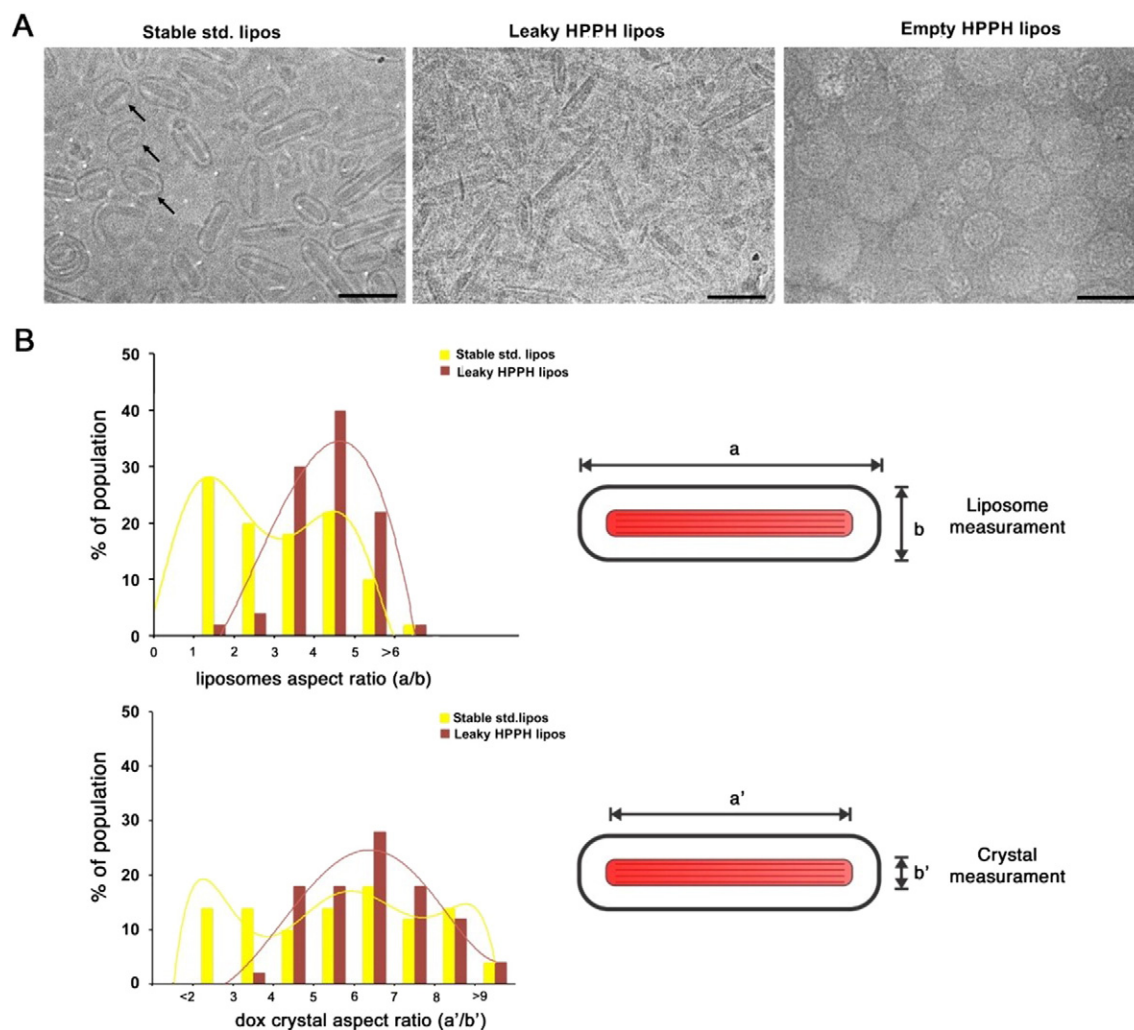 A
Stable std. lipos
Leaky HPPH lipos
Empty HPPH lipos
B
50
40
30
20
10
0
% of population
Stable std. lipos
Leaky HPPH lipos
0 1 2 3 4 5 >6
liposomes aspect ratio (a/b)
a
b
Liposome
measurament
50
40
30
20
10
0
% of population
Stable std.lipos
Leaky HPPH lipos
<2 3 4 5 6 7 8 >9
dox crystal aspect ratio (a'/b')
a'
b'
Crystal
measurament